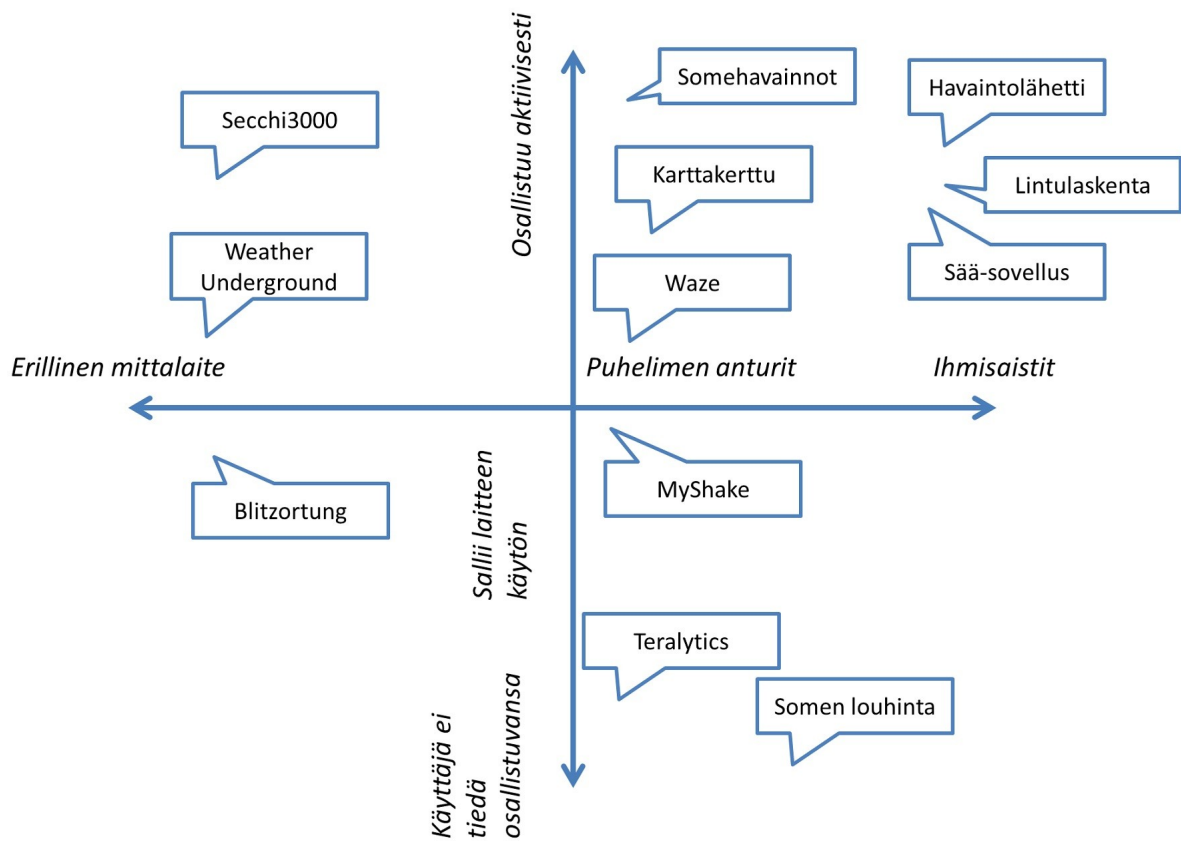 Osallistuu aktiivisesti
Somehavainnot
Havaintolähetti
Secchi3000
Karttakerttu
Lintulaskenta
Weather
Underground
Waze
Sää-sovellus
Erillinen mittalaite
Puhelimen anturit
Ihmisaistit
Sallii laitteen
käytön
MyShake
Blitzortung
Teralytics
Somen louhinta
Käyttäjä ei
tiedä
osallistuvansa